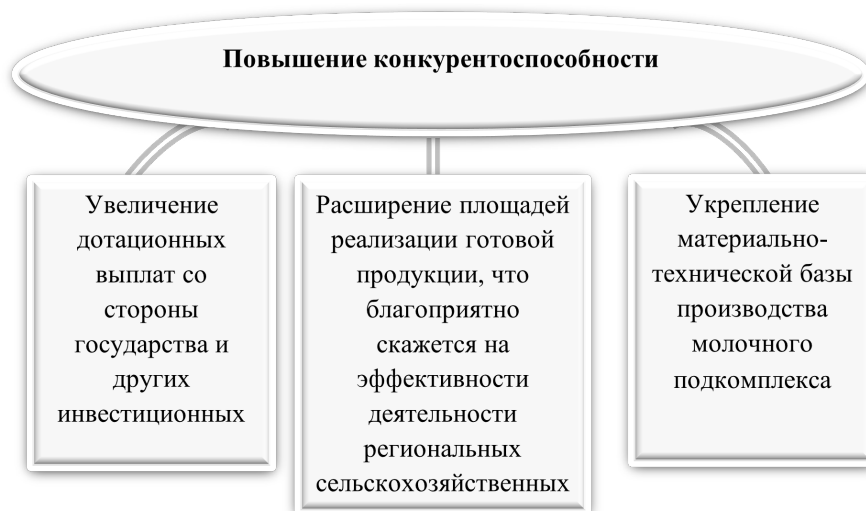 Повышение конкурентоспособности
Увеличение
дотационных
выплат со
стороны
государства и
других
инвестиционных
Расширение площадей
реализации готовой
продукции, что
благоприятно
скажется на
эффективности
деятельности
региональных
сельскохозяйственных
Укрепление
материально-
технической базы
производства
молочного
подкомплекса